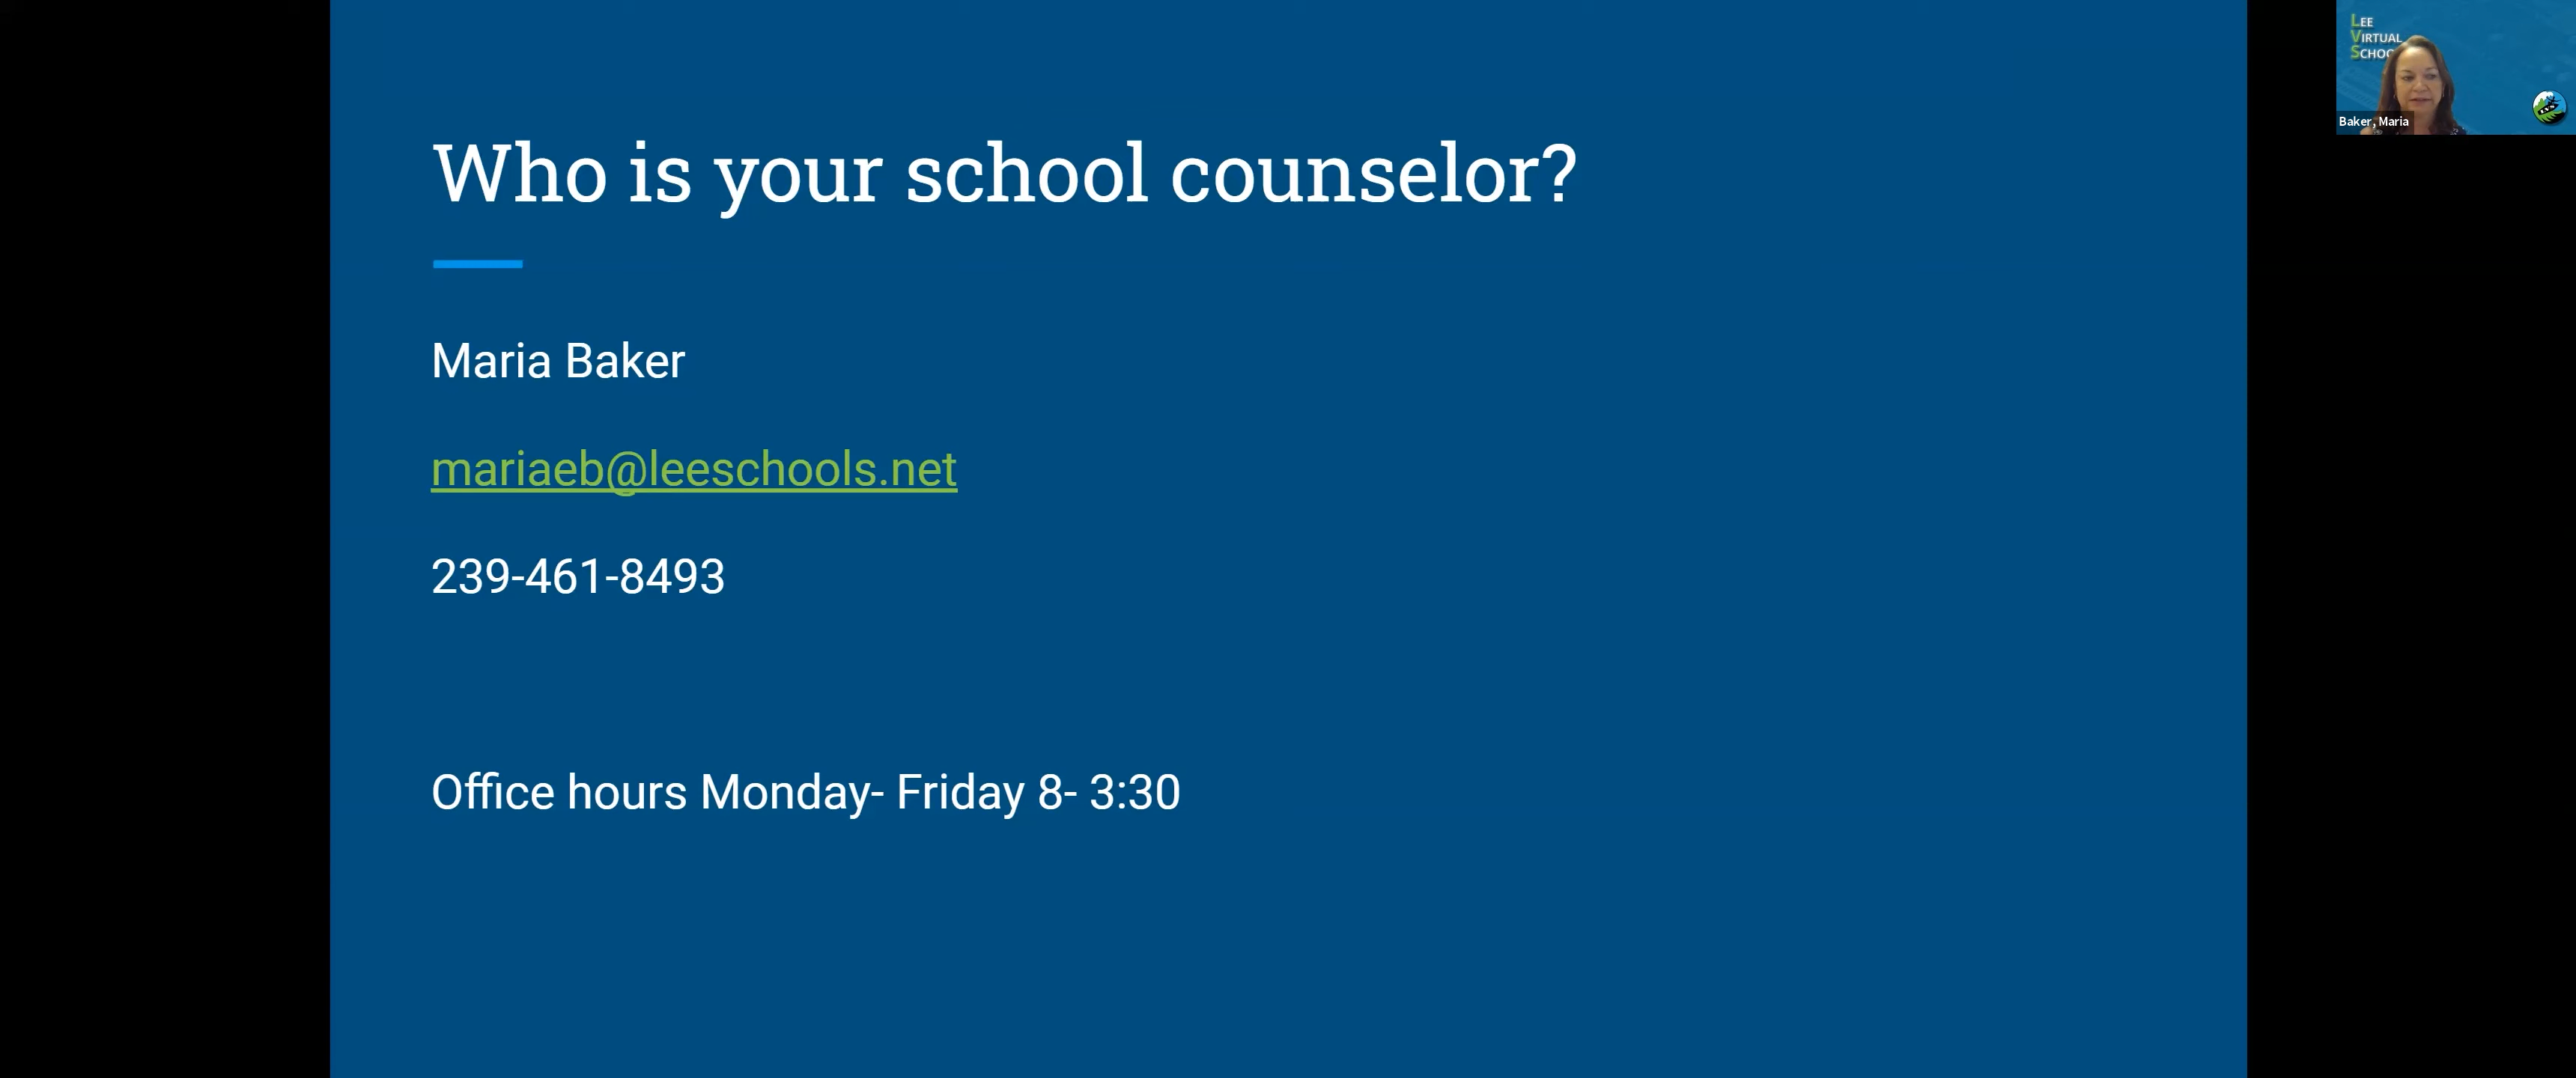 Who is your school counselor?
Maria Baker
mariaeb@leeschools.net
239-461-8493
Office hours Monday- Friday 8- 3:30
LEE
VIRTUAL
SCHOO
Baker, Maria